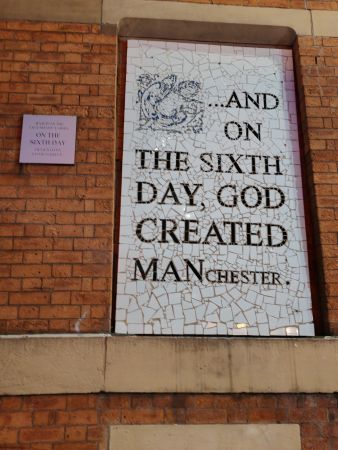 ON THE
SIXTH DAY
...AND
ON
THE SIXTH
DAY, GOD
CREATED
MANCHESTER.